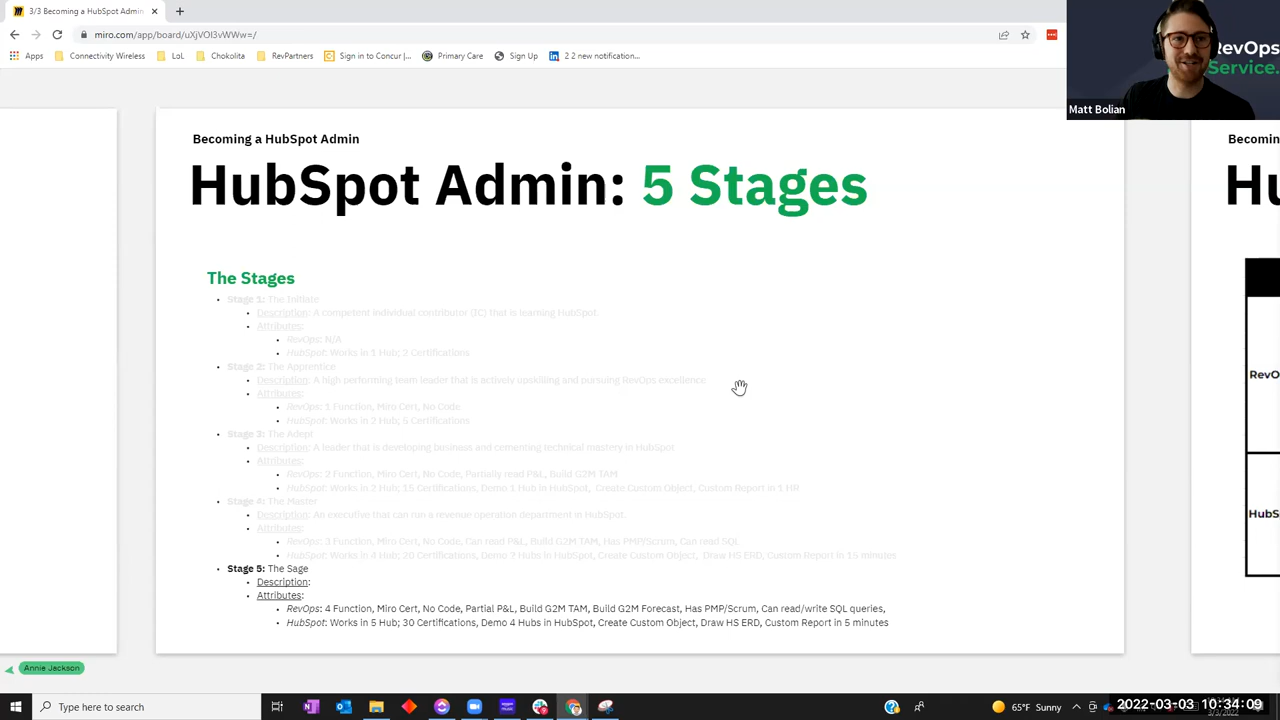 3/3 Becoming a HubSpot Admin
miro.com/app/board/uXjVOI3vWWw=/
Apps
Connectivity Wireless
LoL
Chokolita
RevPartners
Sign in to Concur |...
Primary Care
Sign Up
2 2 new notification...
RevOps
Service.
Matt Bolian
Becoming a HubSpot Admin
HubSpot Admin: 5 Stages
The Stages
Stage 1: The Initiate
Description: A competent individual contributor (IC) that is learning HubSpot.
Attributes:
RevOps: N/A
HubSpot: Works in 1 Hub; 2 Certifications
Stage 2: The Apprentice
Description: A high performing team leader that is actively upskilling and pursuing RevOps excellence
Attributes:
RevOps: 1 Function, Miro Cert, No Code
HubSpot: Works in 2 Hub; 5 Certifications
Stage 3: The Adept
Description: A leader that is developing business and cementing technical mastery in HubSpot
Attributes:
RevOps: 2 Function, Miro Cert, No Code, Partially read P&L, Build G2M TAM
HubSpot: Works in 2 Hub; 15 Certifications, Demo 1 Hub in HubSpot, Create Custom Object, Custom Report in 1 HR
Stage 4: The Master
Description: An executive that can run a revenue operation department in HubSpot.
Attributes:
RevOps: 3 Function, Miro Cert, No Code, Can read P&L, Build G2M TAM, Has PMP/Scrum, Can read SQL
HubSpot: Works in 4 Hub; 20 Certifications, Demo 2 Hubs in HubSpot, Create Custom Object, Draw HS ERD, Custom Report in 15 minutes
Stage 5: The Sage
Description:
Attributes:
RevOps: 4 Function, Miro Cert, No Code, Partial P&L, Build G2M TAM, Build G2M Forecast, Has PMP/Scrum, Can read/write SQL queries,
HubSpot: Works in 5 Hub; 30 Certifications, Demo 4 Hubs in HubSpot, Create Custom Object, Draw HS ERD, Custom Report in 5 minutes
Becomin
Hu
RevO
HubS
Annie Jackson
Type here to search
65°F Sunny
2022-03-03 10:34:09